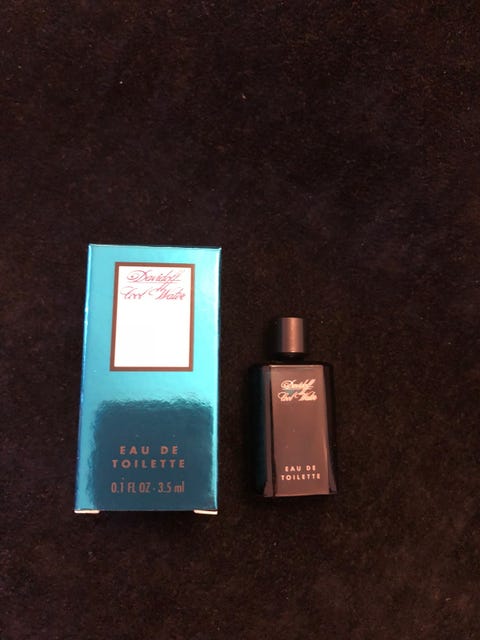 Davidoff
Cool Water
EAU DE
TOILETTE
0.1 FL OZ - 3.5 ml
Davidoff
Cool Water
EAU DE
TOILETTE